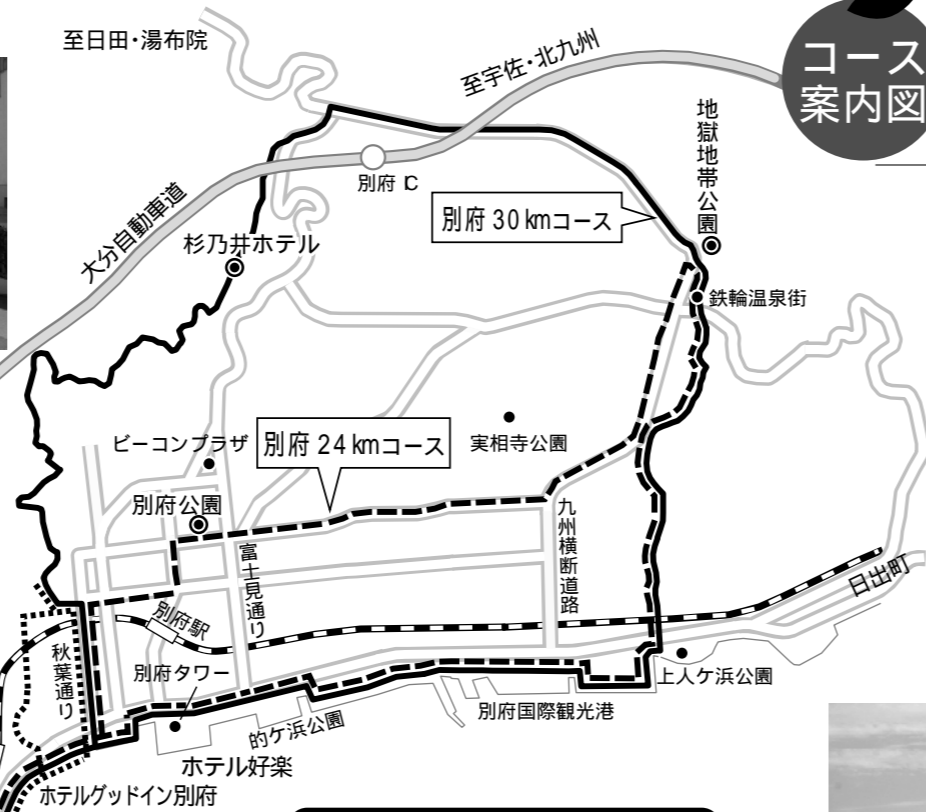 コース
案内図
至日田・湯布院
至宇佐・北九州
地獄地帯公園
別府 IC
別府 30 kmコース
大分自動車道
杉乃井ホテル
鉄輪温泉街
ビーコンプラザ
別府 24 kmコース
実相寺公園
別府公園
九州横断道路
富士見通り
日出町
別府駅
秋葉通り
別府タワー
上人ケ浜公園
的ケ浜公園
別府国際観光港
ホテル好楽
ホテルグッドイン別府